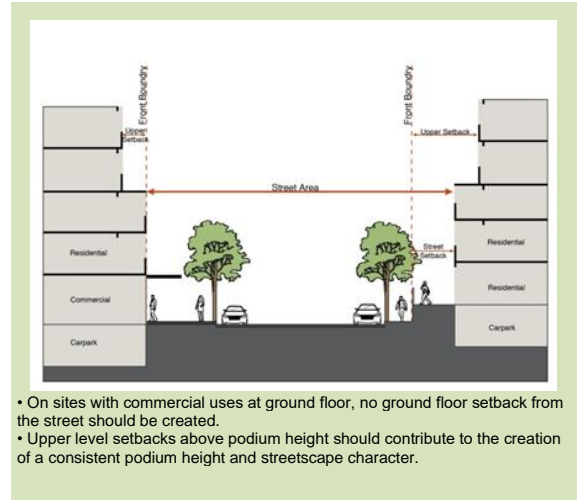 Front Boundry
Front Boundry
Upper
Setback
Upper Setback
Street Area
Street
Setback
Residential
Residential
Commercial
Residential
Carpark
Carpark
• On sites with commercial uses at ground floor, no ground floor setback from
the street should be created.
• Upper level setbacks above podium height should contribute to the creation
of a consistent podium height and streetscape character.